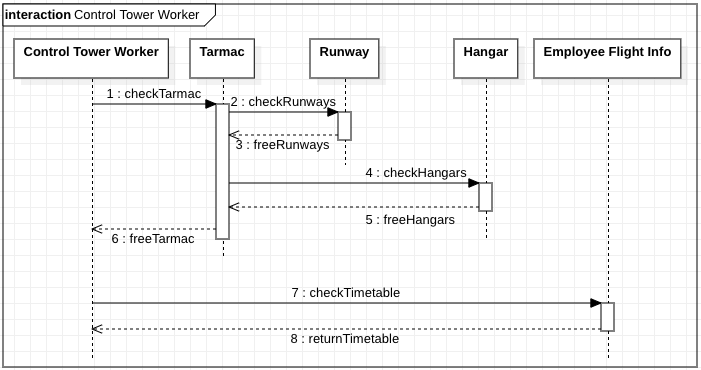 interaction Control Tower Worker
Control Tower Worker
Tarmac
Runway
Hangar
Employee Flight Info
1 : checkTarmac
2 : checkRunways
3 : freeRunways
4 : checkHangars
5 : freeHangars
6 : freeTarmac
7 : checkTimetable
8 : returnTimetable